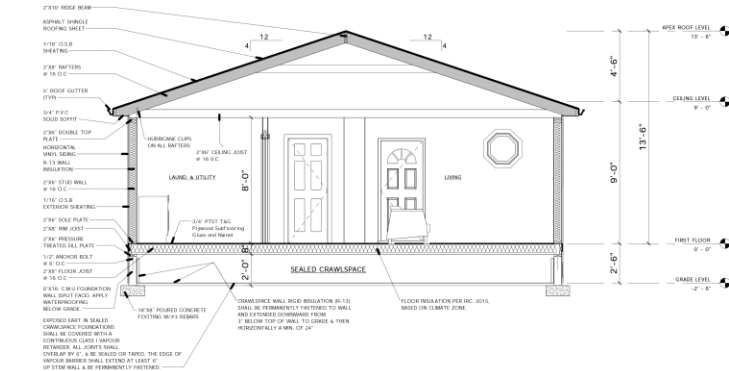 2"X10' RIDGE BEAM
ASPHALT SHINGLE
ROOFING SHEET
7/16" O.S.B
SHEATING
2"X8" RAFTERS
@ 16 O.C
5" ROOF GUTTER
(TYP)
3/4" P.V.C
SOLID SOFFIT
2"X6" DOUBLE TOP
PLATE
HORIZONTAL
VINYL SIDING
R-13 WALL
INSULATION
2"X6" STUD WALL
@ 16 O.C
7/16" O.S.B
EXTERIOR SHEATING
2"X6" SOLE PLATE
2"X8" RIM JOIST
2"X6" PRESSURE
TREATED SILL PLATE
1/2" ANCHOR BOLT
@ 6' O.C
2"X8" FLOOR JOIST
@ 16 O.C
8"X16: C.M.U FOUNDATION
WALL (SPLIT FACE). APPLY
WATERPROOFING
BELOW GRADE.
EXPOSED EART IN SEALED
CRAWLSPACE FOUNDATIONS
SHALL BE COVERED WITH A
CONTINUOUS CLASS I VAPOUR
RETARDER. ALL JOINTS SHALL
OVERLAP BY 6", & BE SEALED OR TAPED. THE EDGE OF
VAPOUR BARRIER SHALL EXTEND AT LEAST 6"
UP STEM WALL & BE PERMANENTLY FASTENED.
12
4
12
4
HURRICANE CLIPS
ON ALL RAFTERS
2"X6" CEILING JOIST
@ 16 O.C
LAUND. & UTILITY
8'-0"
LIVING
3/4" PTST T&G
Plywood Subflooring
Glues and Nailed
8"
2'-0"
SEALED CRAWLSPACE
18"X8" POURED CONCRETE
FOOTING W/#3 REBARS
CRAWLSPACE WALL RIGID INSULATION (R-13)
SHALL BE PERMANENTLY FASTENED TO WALL
AND EXTENDED DOWNWARD FROM
3" BELOW TOP OF WALL TO GRADE & THEN
HORIZONTALLY A MIN. OF 24"
FLOOR INSULATION PER IRC. 2015,
BASED ON CLIMATE ZONE.
4'-6"
9'-0"
2'-6"
13'-6"
APEX ROOF LEVEL
13' - 6"
CEILING LEVEL
9' - 0"
FIRST FLOOR
0' - 0"
GRADE LEVEL
-2' - 6"